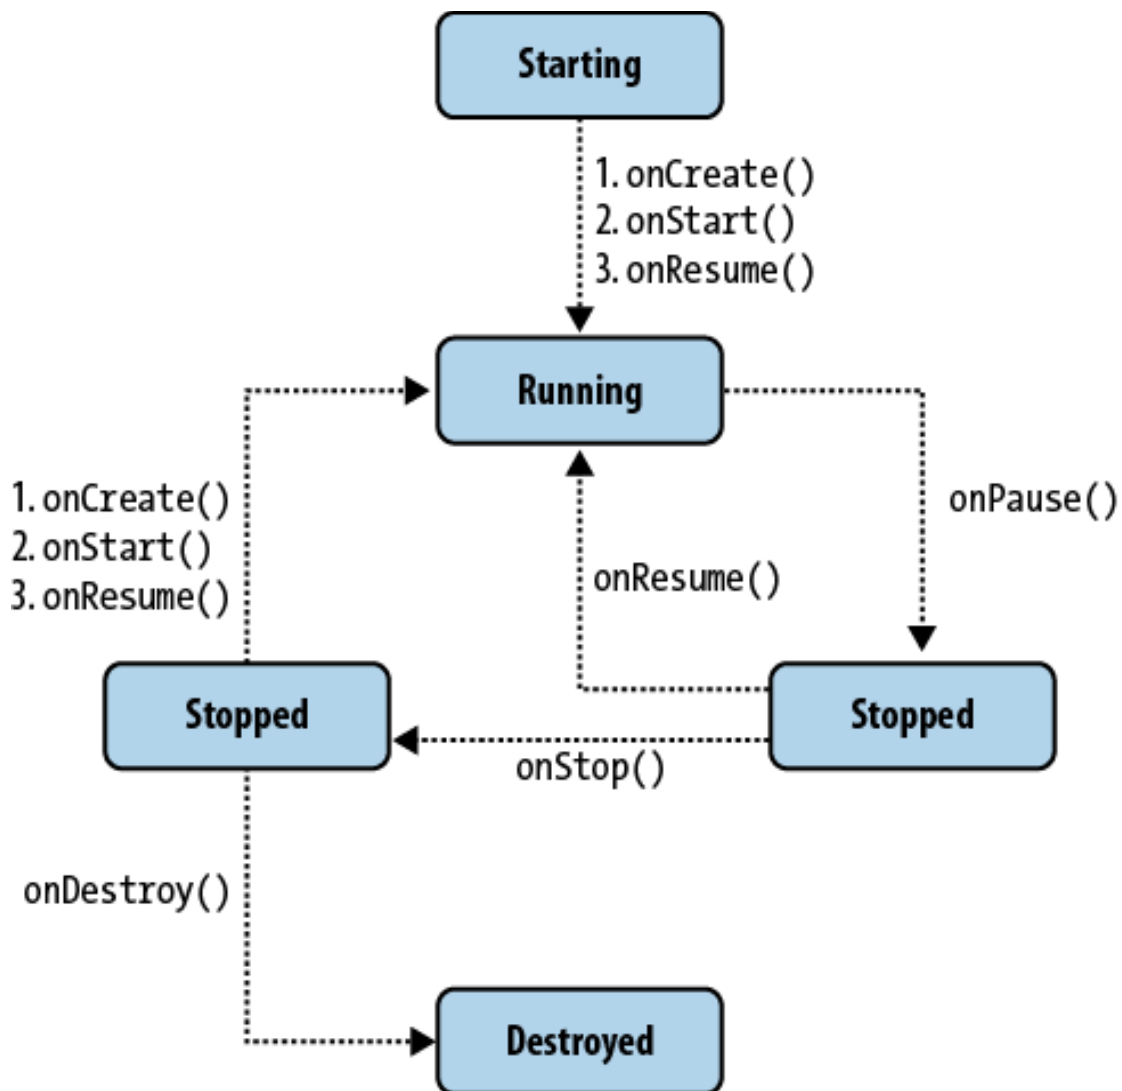 Starting
1. onCreate()
2. onStart()
3. onResume()
Running
1. onCreate()
2. onStart()
3. onResume()
onPause()
onResume()
Stopped
Stopped
onStop()
onDestroy()
Destroyed